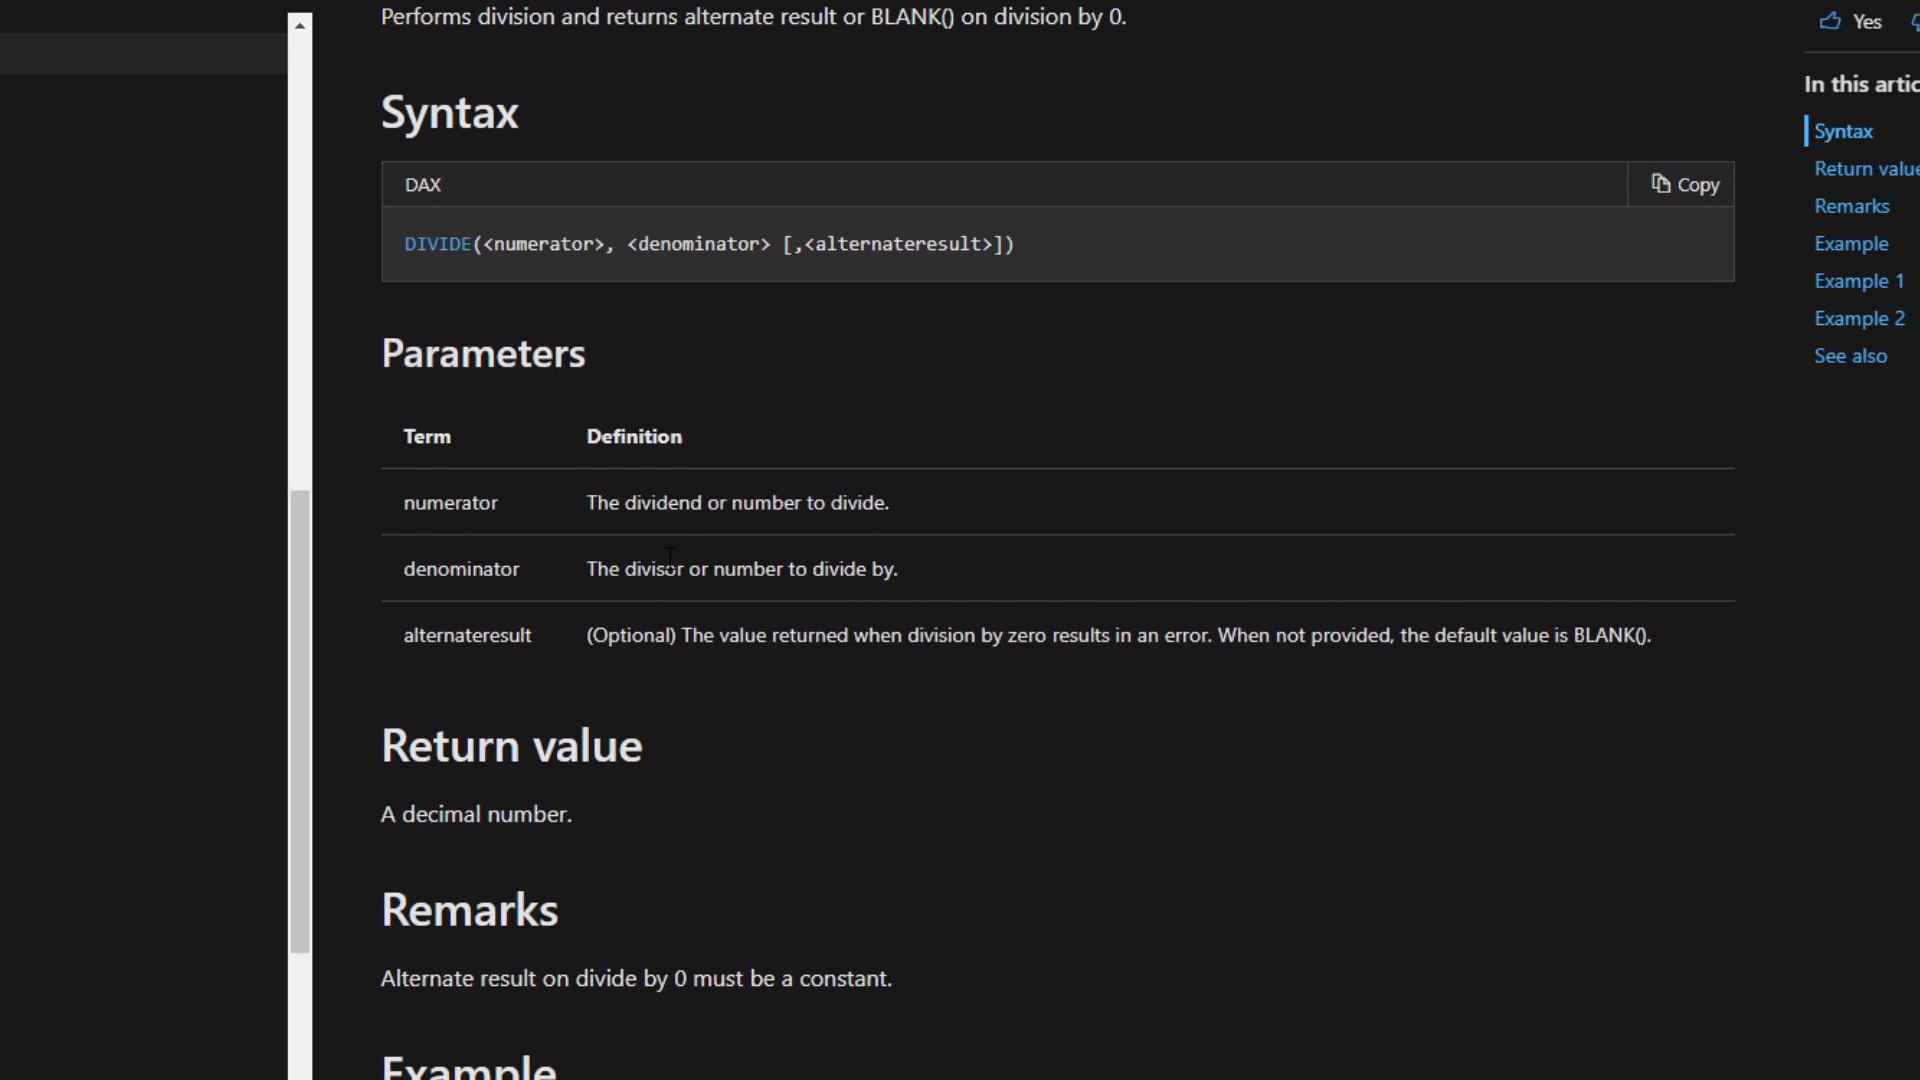 Performs division and returns alternate result or BLANK() on division by 0.
Syntax
DAX
Copy
DIVIDE(<numerator>, <denominator> [,<alternateresult>])
Parameters
Term Definition
numerator The dividend or number to divide.
denominator The divisor or number to divide by.
alternateresult (Optional) The value returned when division by zero results in an error. When not provided, the default value is BLANK().
Return value
A decimal number.
Remarks
Alternate result on divide by 0 must be a constant.
Example
Yes
In this artic
Syntax
Return value
Remarks
Example
Example 1
Example 2
See also